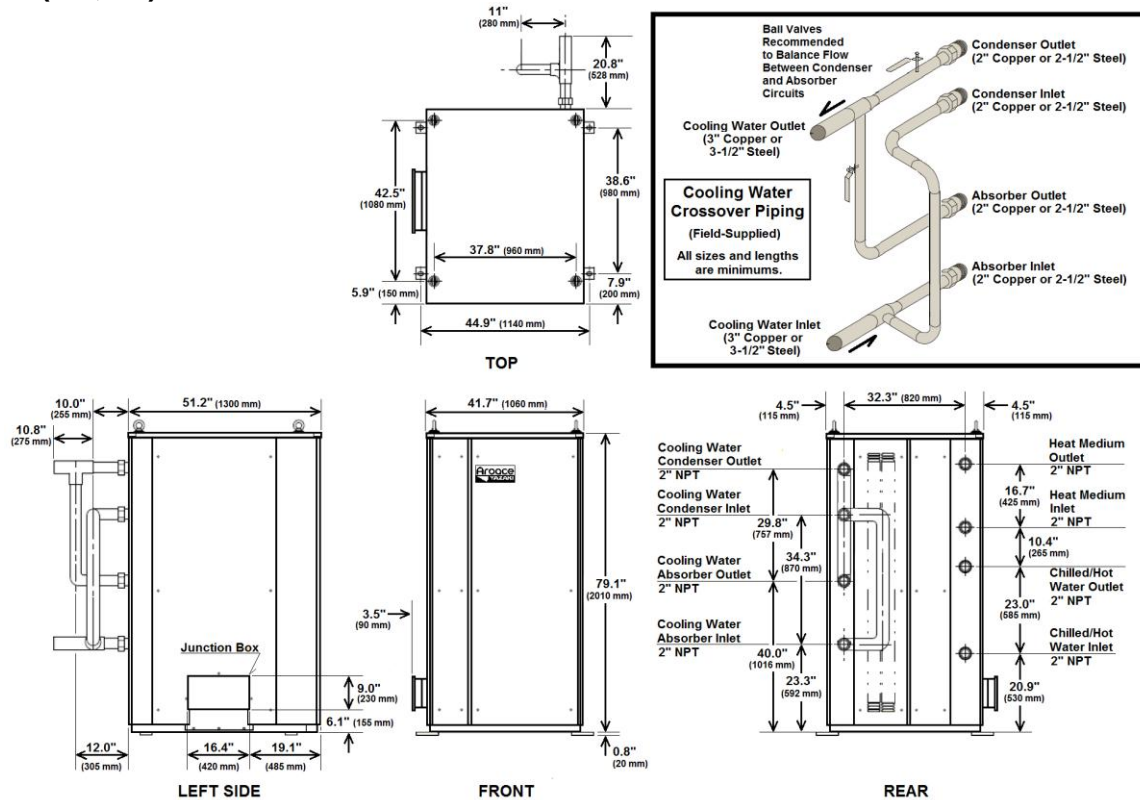 11"
(280 mm)
20.8"
(528 mm)
42.5"
(1080 mm)
38.6"
(980 mm)
37.8" (960 mm)
5.9" (150 mm)
7.9"
(200 mm)
44.9" (1140 mm)
TOP
Ball Valves
Recommended
to Balance Flow
Between Condenser
and Absorber
Circuits
Condenser Outlet
(2" Copper or 2-1/2" Steel)
Condenser Inlet
(2" Copper or 2-1/2" Steel)
Cooling Water Outlet
(3" Copper or
3-1/2" Steel)
Cooling Water
Crossover Piping
(Field-Supplied)
All sizes and lengths
are minimums.
Absorber Outlet
(2" Copper or 2-1/2" Steel)
Absorber Inlet
(2" Copper or 2-1/2" Steel)
Cooling Water Inlet
(3" Copper or
3-1/2" Steel)
10.0"
(255 mm)
51.2" (1300 mm)
10.8"
(275 mm)
Junction Box
9.0"
(230 mm)
6.1" (155 mm)
12.0"
(305 mm)
16.4"
(420 mm)
19.1"
(485 mm)
LEFT SIDE
41.7" (1060 mm)
Aroace
YAZAKI
79.1"
(2010 mm)
3.5"
(90 mm)
0.8"
(20 mm)
FRONT
4.5"
(115 mm)
32.3" (820 mm)
4.5"
(115 mm)
Cooling Water
Condenser Outlet
2" NPT
Cooling Water
Condenser Inlet
2" NPT
Cooling Water
Absorber Outlet
2" NPT
Cooling Water
Absorber Inlet
2" NPT
29.8"
(757 mm)
34.3"
(870 mm)
40.0"
(1016 mm)
23.3"
(592 mm)
Heat Medium
Outlet
2" NPT
16.7"
(425 mm)
Heat Medium
Inlet
2" NPT
10.4"
(265 mm)
Chilled/Hot
Water Outlet
2" NPT
23.0"
(585 mm)
Chilled/Hot
Water Inlet
2" NPT
20.9"
(530 mm)
REAR